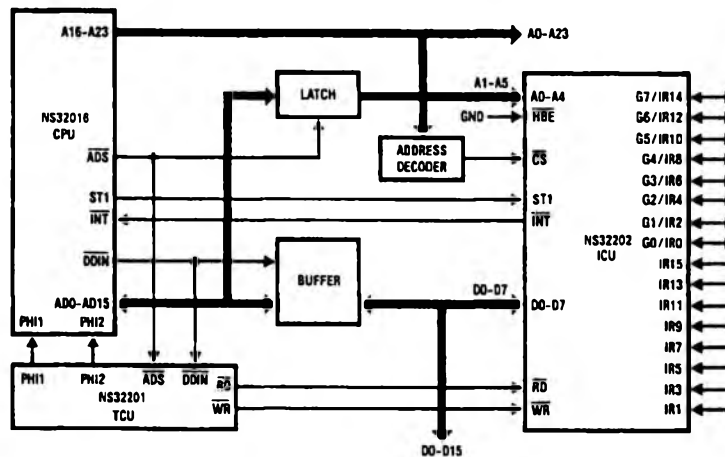 A16-A23
A0-A23
NS32016
CPU
LATCH
A1-A5
A0-A4
GND
HBE
ADDRESS
DECODER
CS
ADS
ST1
ST1
INT
INT
DDIN
BUFFER
AD0-AD15
D0-D7
D0-D7
PHI1
PHI2
PHI1
PHI2
ADS
DDIN
RD
WR
NS32201
TCU
RD
WR
D0-D15
NS32202
ICU
G7/IR14
G6/IR12
G5/IR10
G4/IR8
G3/IR6
G2/IR4
G1/IR2
G0/IR0
IR15
IR13
IR11
IR9
IR7
IR5
IR3
IR1